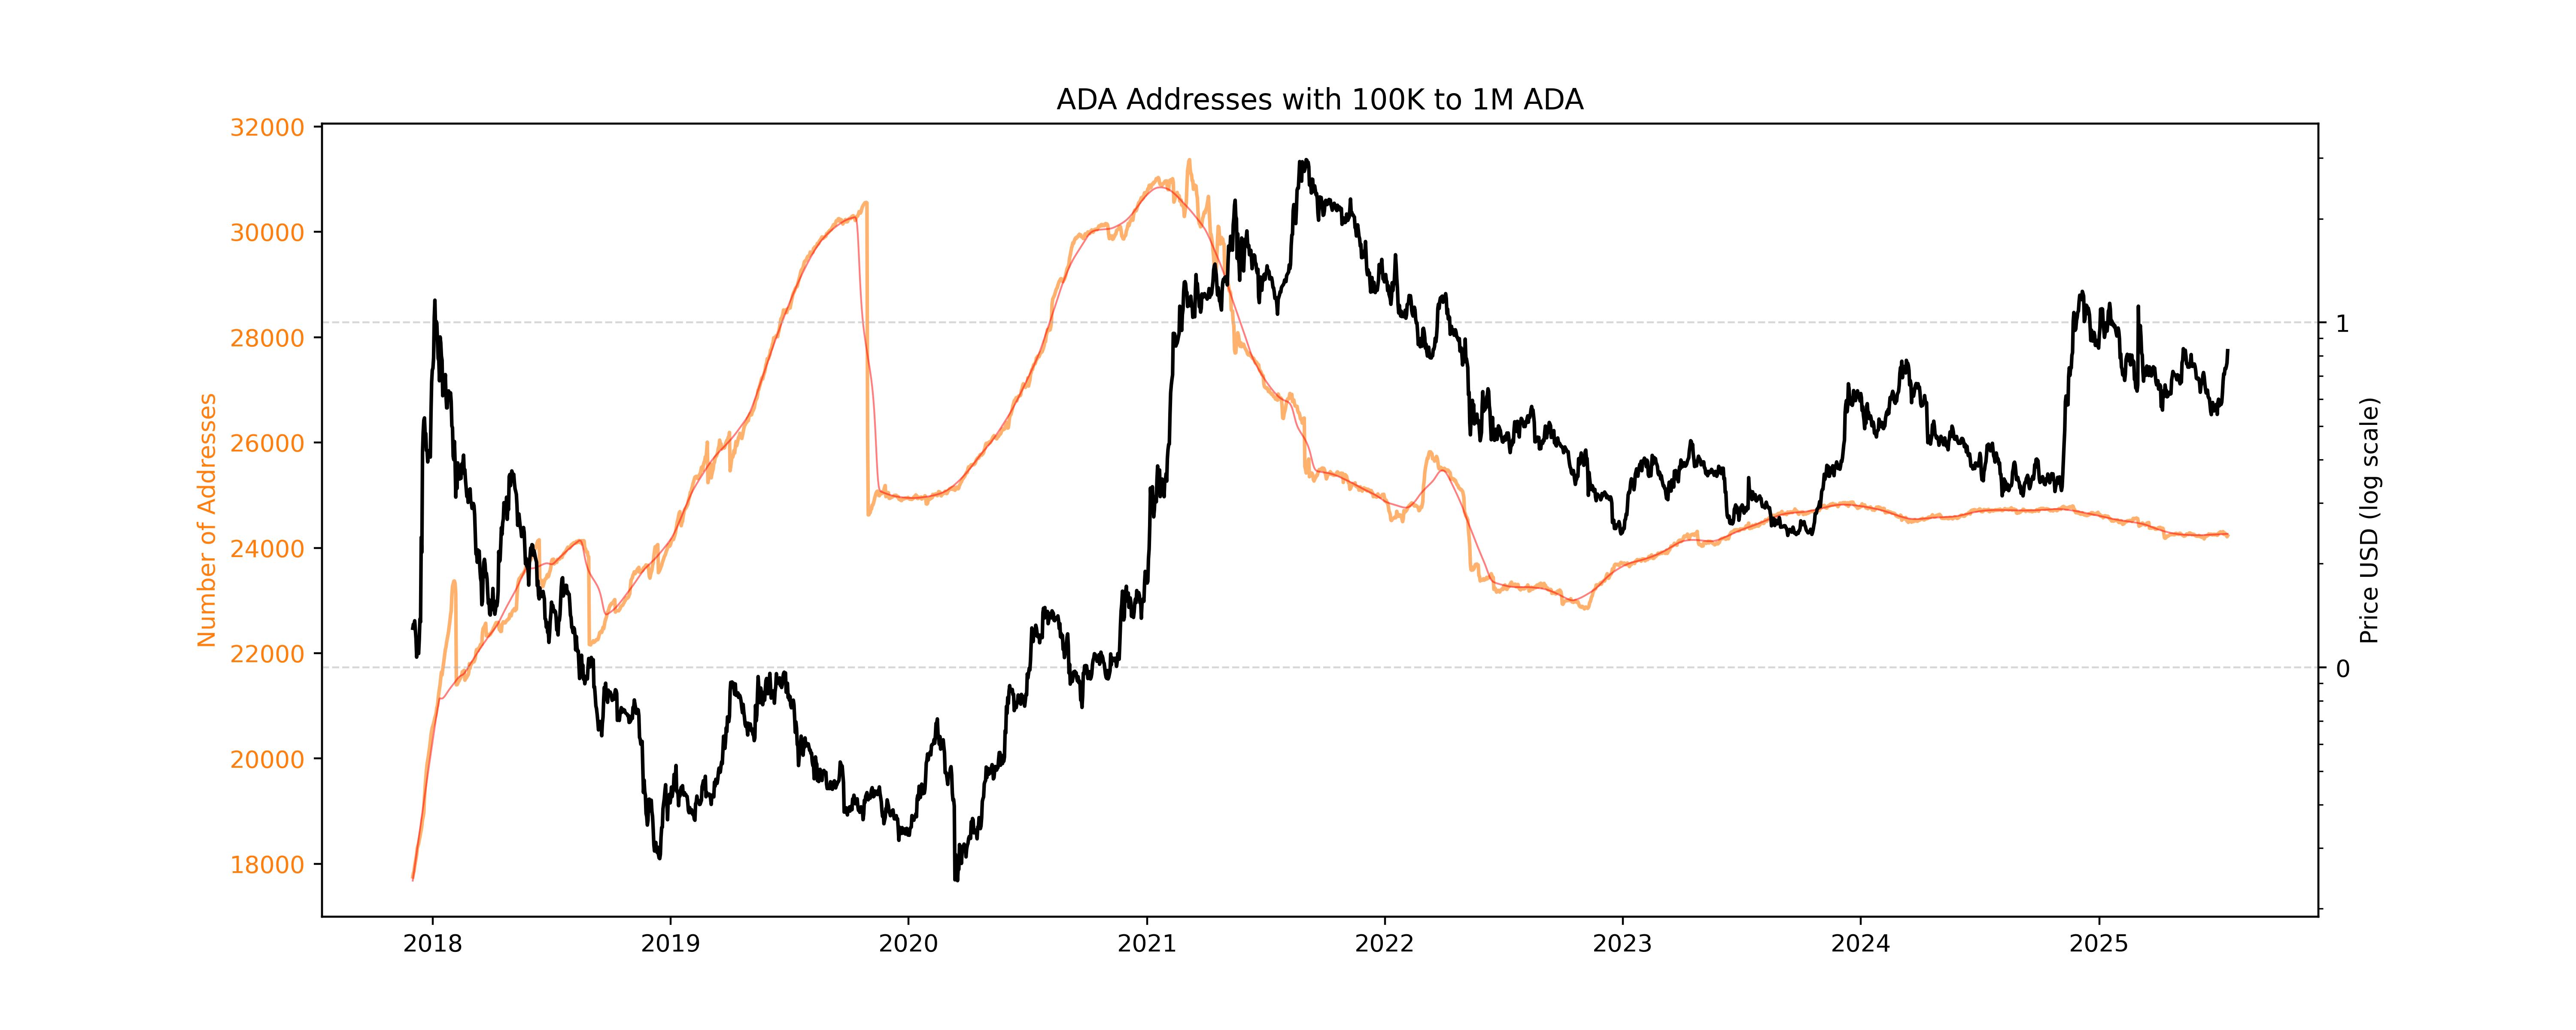 ADA Addresses with 100K to 1M ADA
Number of Addresses
32000
30000
28000
26000
24000
22000
20000
18000
2018 2019 2020 2021 2022 2023 2024 2025
1
0
Price USD (log scale)